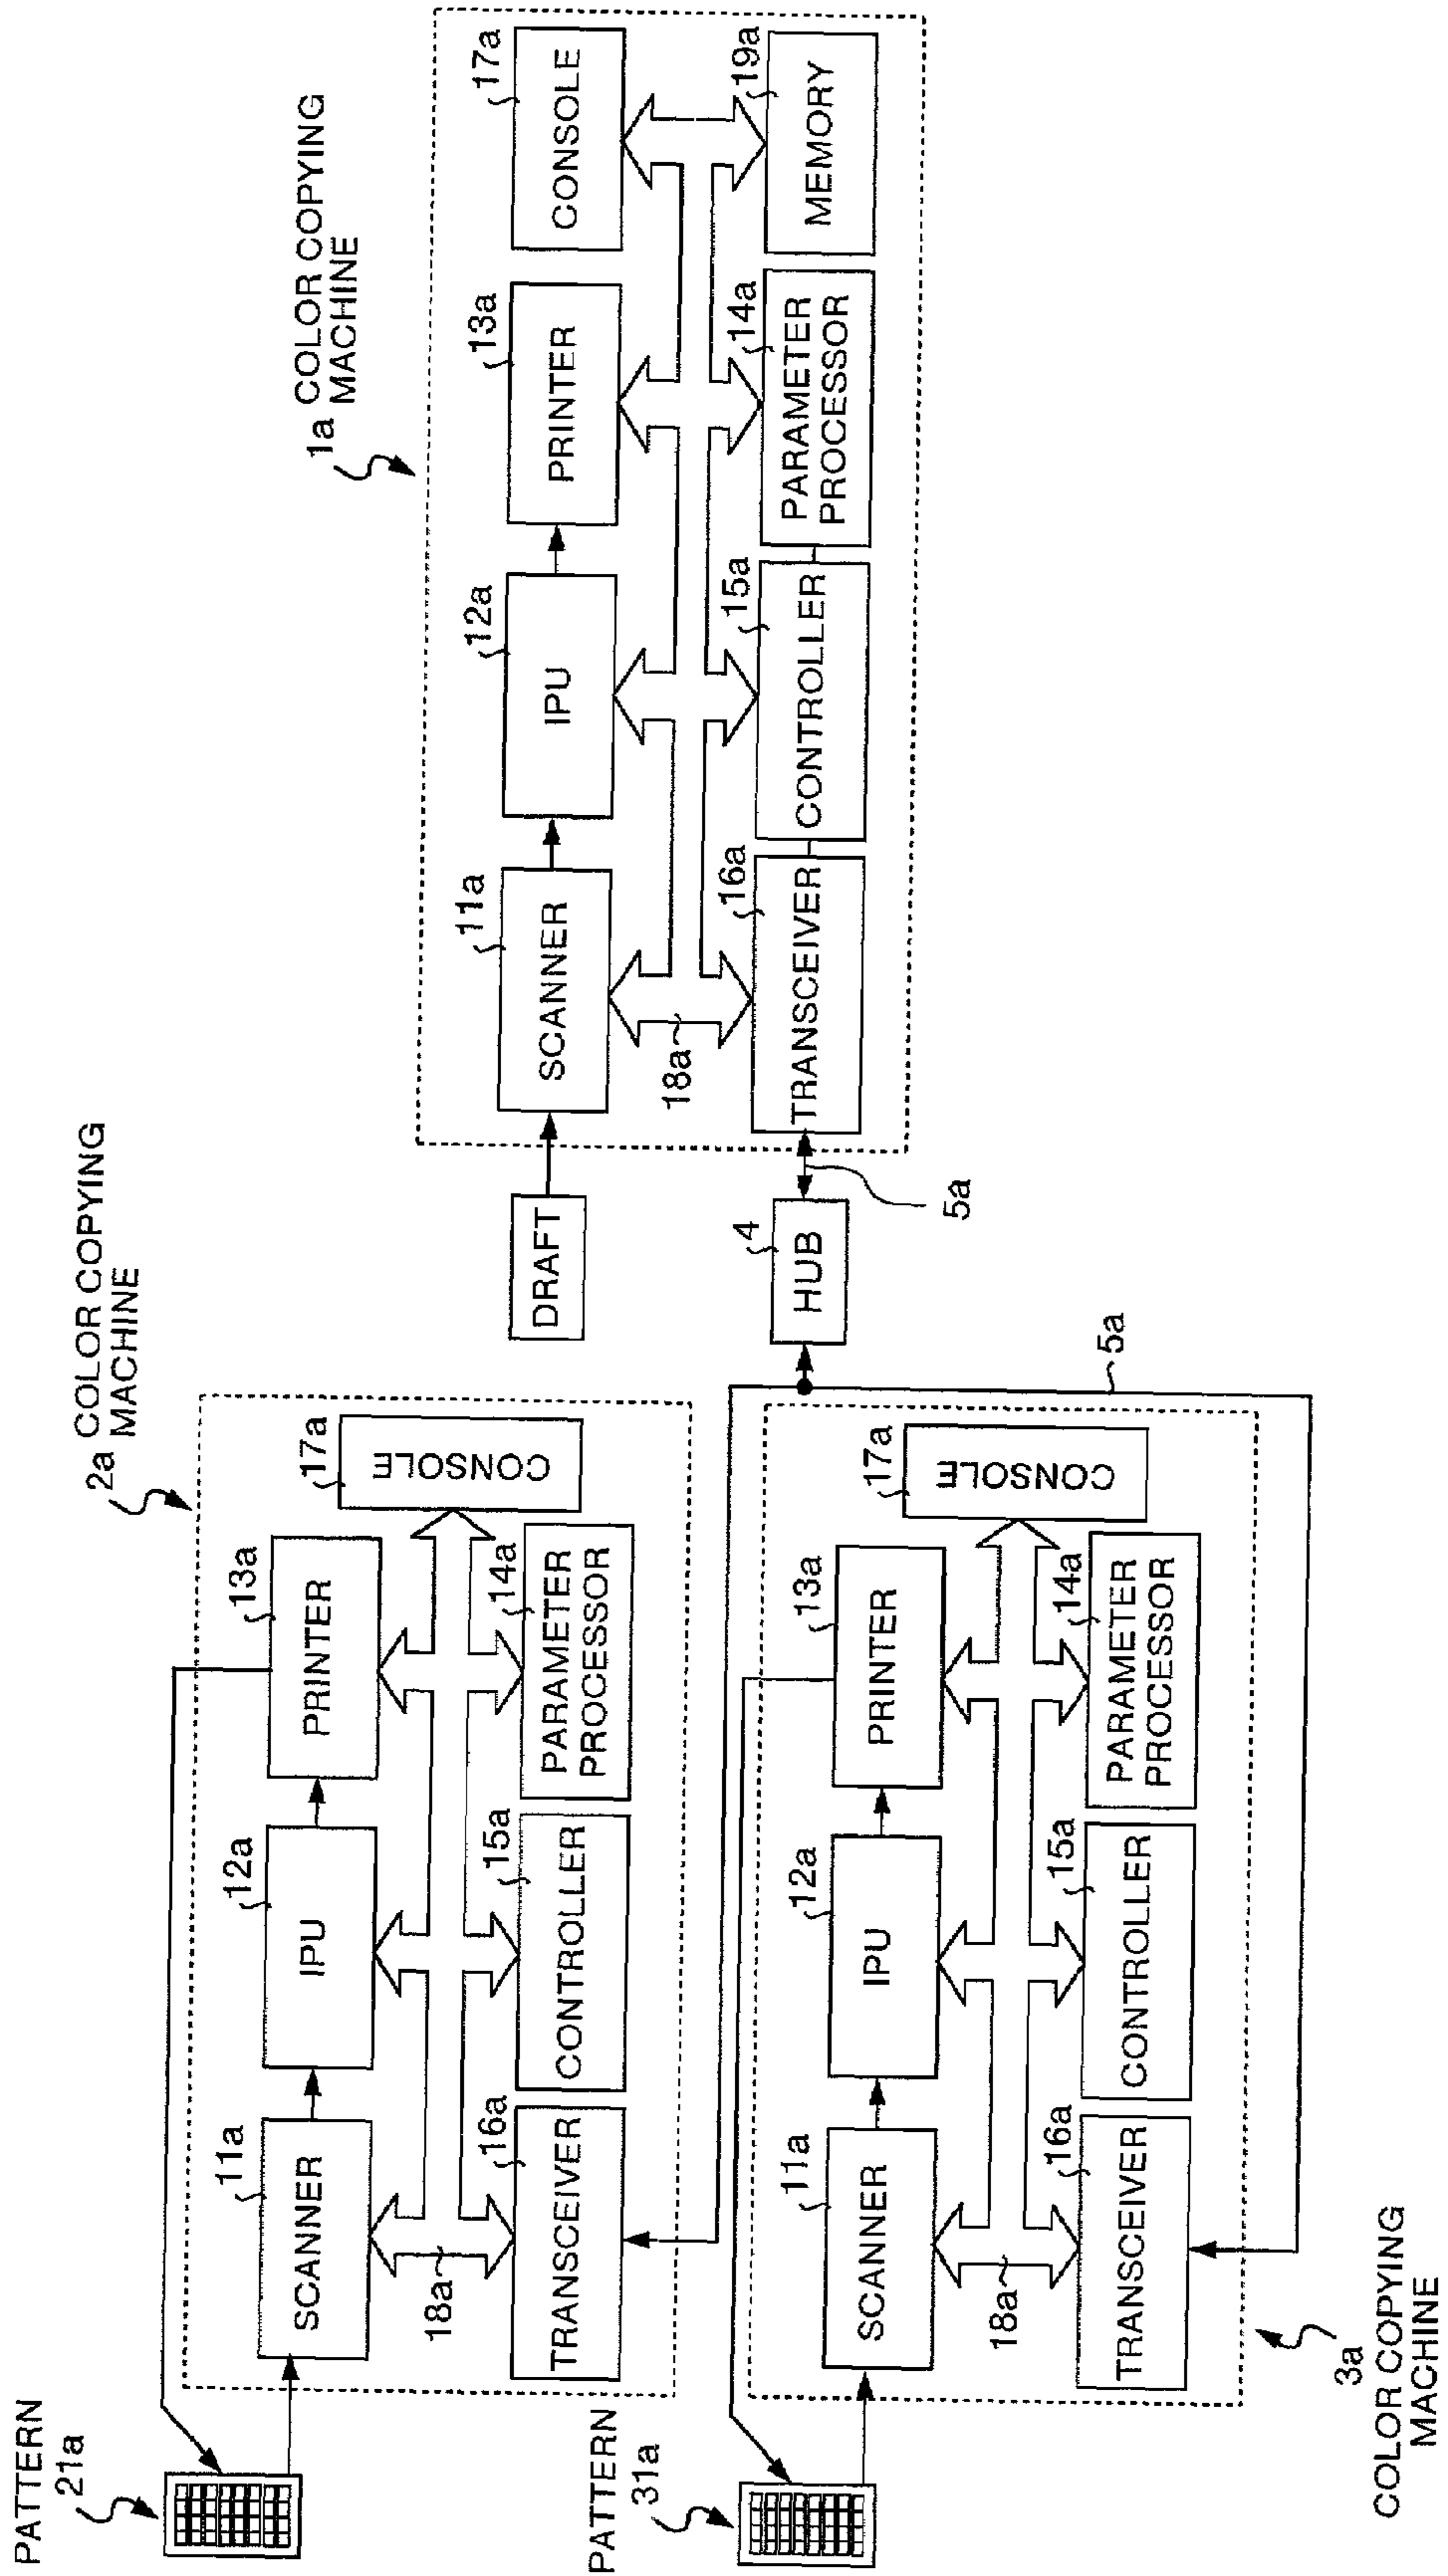 PATTERN
21a
2a COLOR COPYING
MACHINE
11a
SCANNER
12a
IPU
13a
PRINTER
17a
CONSOLE
18a
16a
TRANSCEIVER
15a
CONTROLLER
14a
PARAMETER
PROCESSOR
PATTERN
31a
11a
SCANNER
12a
IPU
13a
PRINTER
17a
CONSOLE
18a
16a
TRANSCEIVER
15a
CONTROLLER
14a
PARAMETER
PROCESSOR
3a
COLOR COPYING
MACHINE
5a
4
HUB
5a
DRAFT
1a COLOR COPYING
MACHINE
11a
SCANNER
12a
IPU
13a
PRINTER
17a
CONSOLE
18a
16a
TRANSCEIVER
15a
CONTROLLER
14a
PARAMETER
PROCESSOR
19a
MEMORY